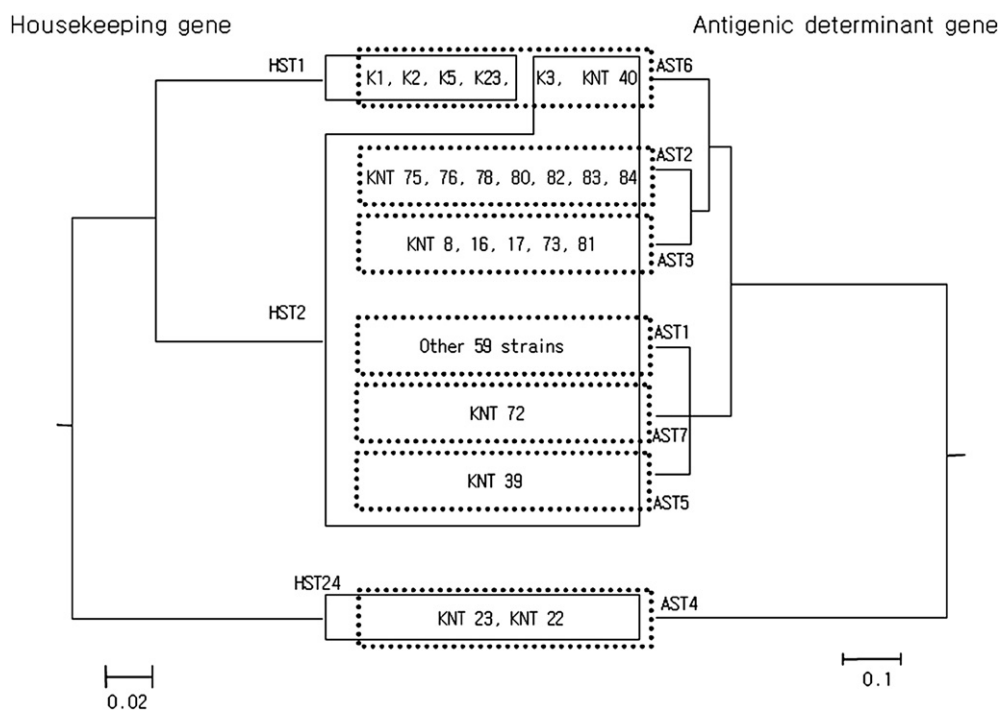 Housekeeping gene
Antigenic determinant gene
HST1
K1, K2, K5, K23,
K3, KNT 40
AST6
AST2
KNT 75, 76, 78, 80, 82, 83, 84
KNT 8, 16, 17, 73, 81
AST3
HST2
AST1
Other 59 strains
KNT 72
AST7
KNT 39
AST5
HST24
AST4
KNT 23, KNT 22
0.02
0.1